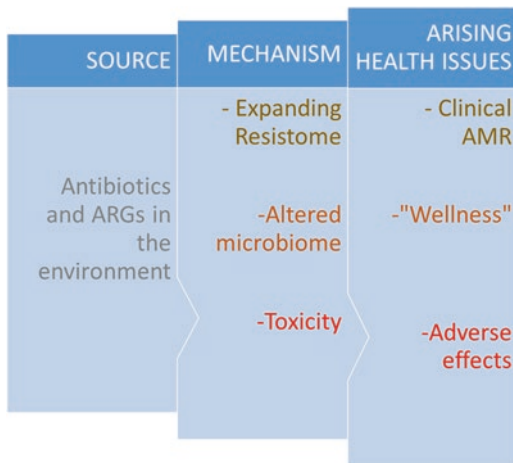 SOURCE
Antibiotics
and ARGs in
the
environment
MECHANISM
- Expanding
Resistome
-Altered
microbiome
-Toxicity
ARISING
HEALTH ISSUES
- Clinical
AMR
-"Wellness"
-Adverse
effects